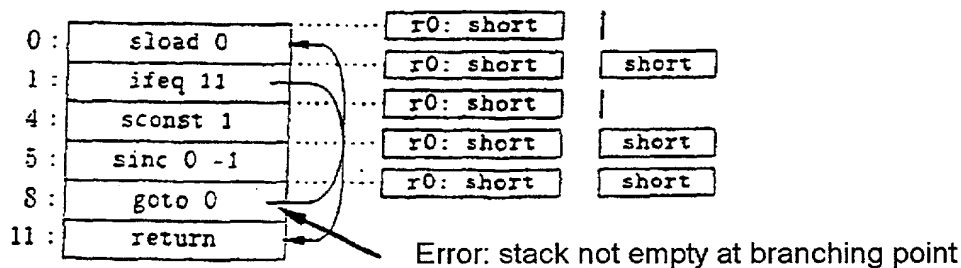 r0: short
0: sload 0
r0: short short
1: ifeq 11
r0: short
4: sconst 1
r0: short short
5: sinc 0 -1
r0: short short
8: goto 0
11: return
Error: stack not empty at branching point